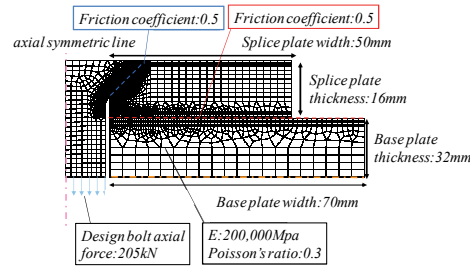 Friction coefficient:0.5
Friction coefficient:0.5
axial symmetric line
Splice plate width:50mm
Splice plate
thickness:16mm
Base plate
thickness:32mm
Base plate width:70mm
Design bolt axial
force:205kN
E:200,000Mpa
Poisson's ratio:0.3